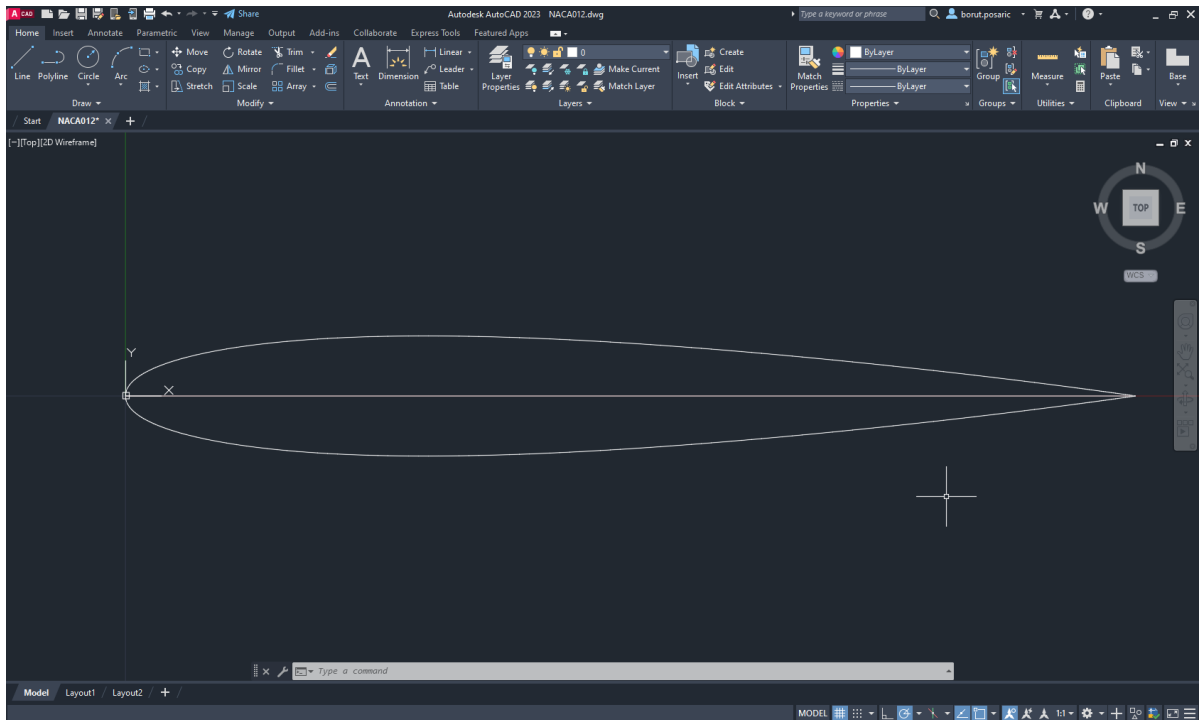 A CAD Share Autodesk AutoCAD 2023 NACA012.dwg Type a keyword or phrase borut.posaric
Home Insert Annotate Parametric View Manage Output Add-ins Collaborate Express Tools Featured Apps
Line Polyline Circle Arc
Move Rotate Trim
Copy Mirror Fillet
Stretch Scale Array
Text Dimension
Linear
Leader
Table
Layer Properties
0
Make Current
Match Layer
Insert
Create
Edit
Edit Attributes
Match Properties
ByLayer
ByLayer
ByLayer
Group
Measure
Paste
Base
Draw Modify Annotation Layers Block Properties Groups Utilities Clipboard View
Start NACA012* × +
[−][Top][2D Wireframe]
N
W TOP E
S
WCS
Y
X
Type a command
Model Layout1 Layout2 +
MODEL 1:1